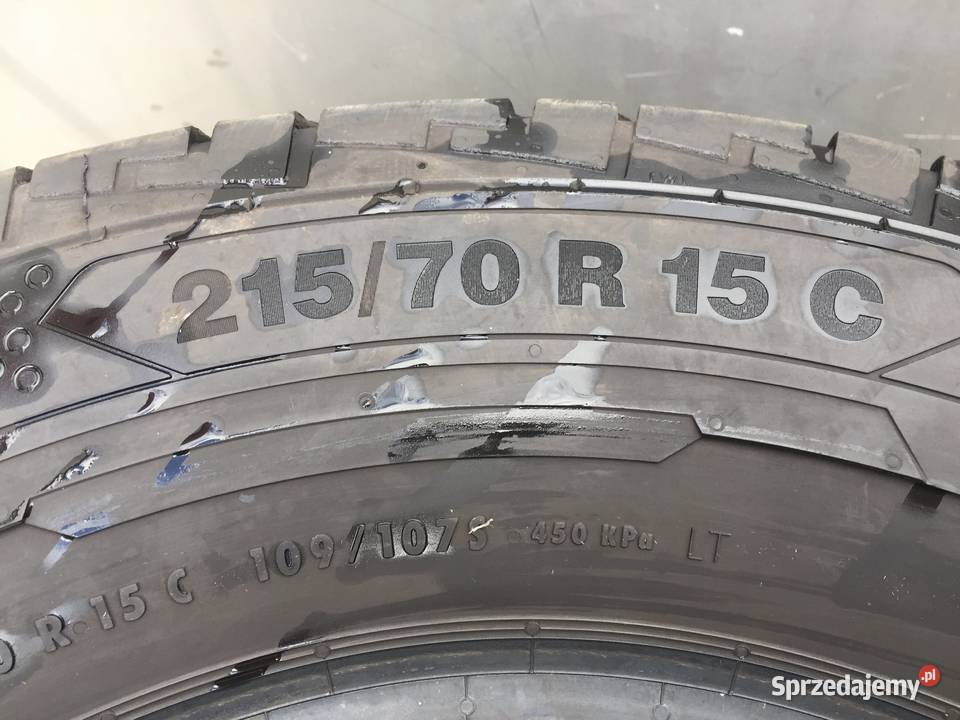 215/70 R 15 C
R 15 C 109/107S 450 KPa LT
Sprzedajemy.pl